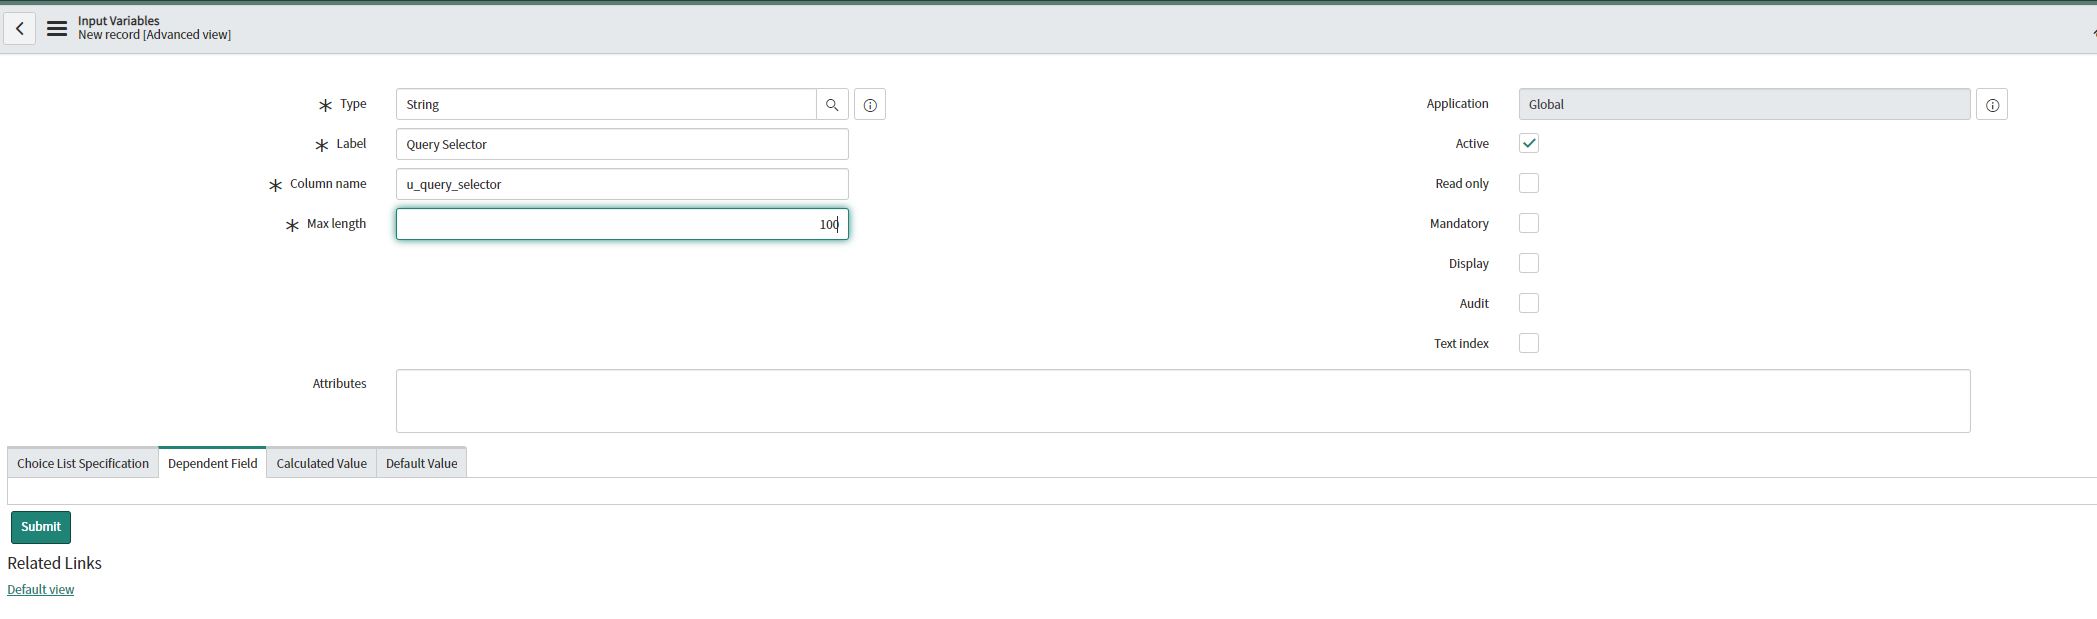 Input Variables
New record [Advanced view]
Type
String
Label
Query Selector
Column name
u_query_selector
Max length
100
Application
Global
Active
Read only
Mandatory
Display
Audit
Text index
Attributes
Choice List Specification
Dependent Field
Calculated Value
Default Value
Submit
Related Links
Default view